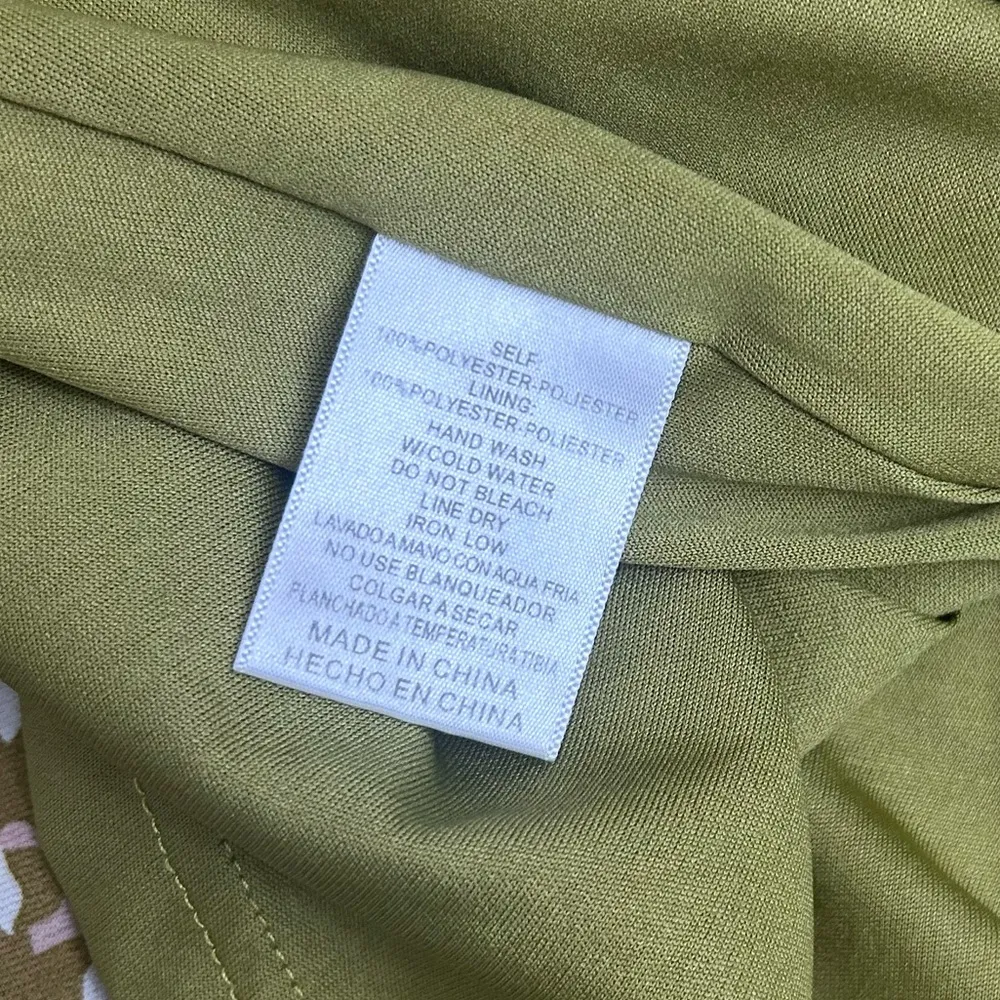 SELF:
100%POLYESTER-POLIESTER
LINING:
100%POLYESTER-POLIESTER
HAND WASH
W/COLD WATER
DO NOT BLEACH
LINE DRY
IRON LOW
LAVADO A MANO CON AQUA FRIA
NO USE BLANQUEADOR
COLGAR A SECAR
PLANCHADO A TEMPERATURA TIBIA
MADE IN CHINA
HECHO EN CHINA